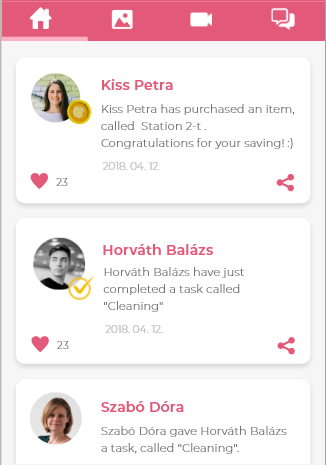 Kiss Petra
Kiss Petra has purchased an item,
called Station 2-t .
Congratulations for your saving! :)
2018. 04. 12.
23
Horváth Balázs
Horváth Balázs have just
completed a task called
"Cleaning"
2018. 04. 12.
23
Szabó Dóra
Szabó Dóra gave Horváth Balázs
a task, called "Cleaning".